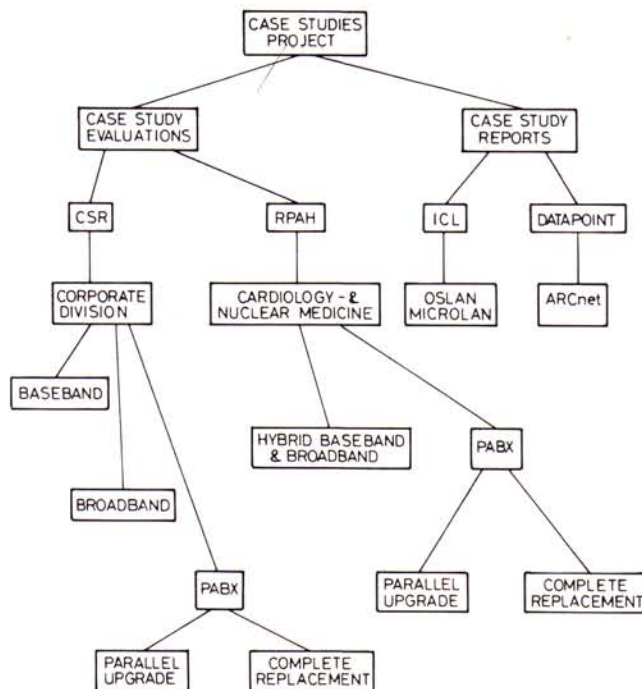 CASE STUDIES
PROJECT
CASE STUDY
EVALUATIONS
CASE STUDY
REPORTS
CSR
RPAH
ICL
DATAPOINT
CORPORATE
DIVISION
CARDIOLOGY - &
NUCLEAR MEDICINE
OSLAN
MICROLAN
ARCnet
BASEBAND
HYBRID BASEBAND
& BROADBAND
PABX
BROADBAND
PABX
PARALLEL
UPGRADE
COMPLETE
REPLACEMENT
PARALLEL
UPGRADE
COMPLETE
REPLACEMENT